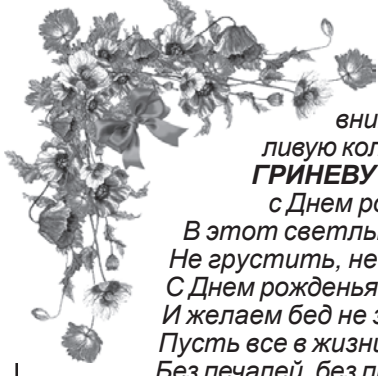 вни
ливую кол
ГРИНЕВУ
с Днем ро
В этот светлы
Не грустить, не
С Днем рожденья
И желаем бед не з
Пусть все в жизни
Без печалей, без п